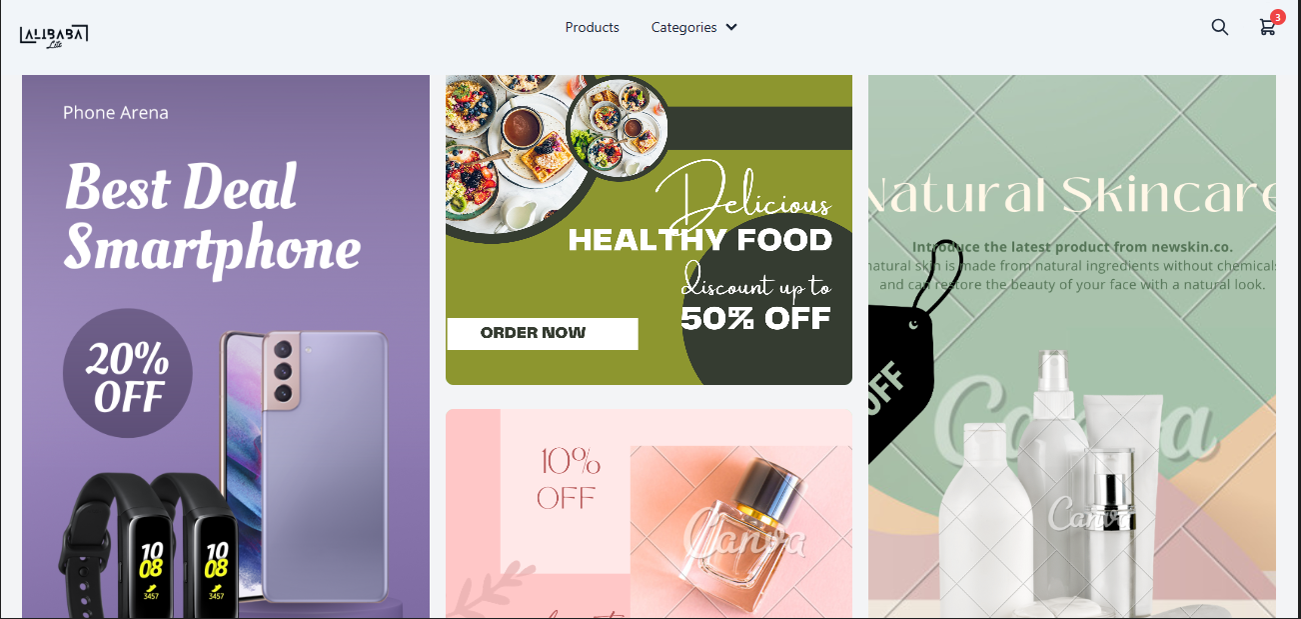 ALIBABA
Lite
Products
Categories
3
Phone Arena
Best Deal
Smartphone
20%
OFF
10
08
3457
10
08
3457
Delicious
HEALTHY FOOD
discount up to
50% OFF
ORDER NOW
10%
OFF
Canva
Natural Skincare
Introduce the latest product from newskin.co.
natural skin is made from natural ingredients without chemicals
and can restore the beauty of your face with a natural look.
OFF
Canva
Canva